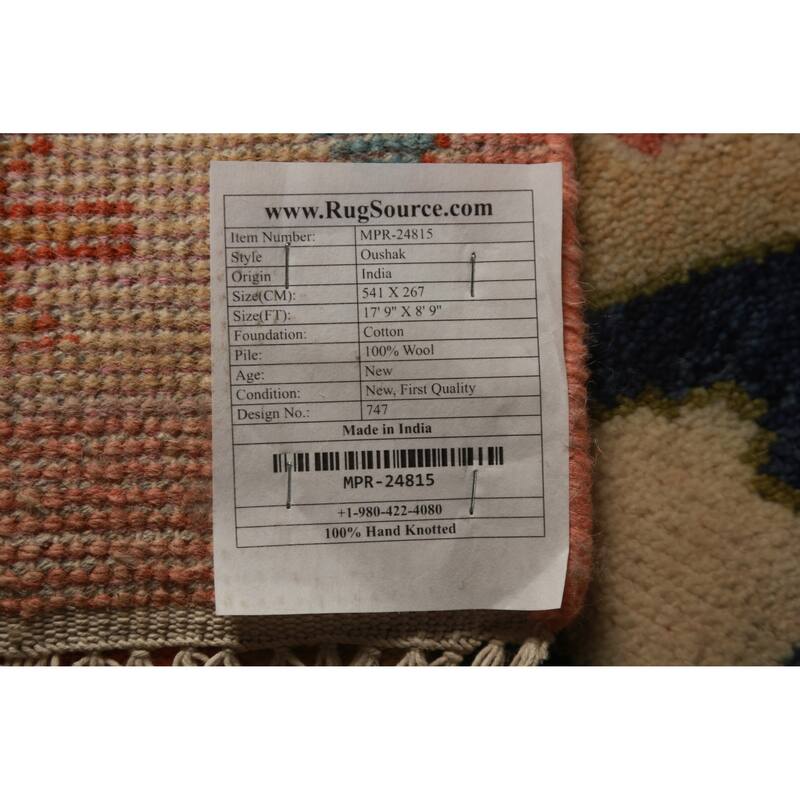 www.RugSource.com
Item Number: MPR-24815
Style Oushak
Origin India
Size(CM): 541 X 267
Size(FT): 17' 9" X 8' 9"
Foundation: Cotton
Pile: 100% Wool
Age: New
Condition: New, First Quality
Design No.: 747
Made in India
MPR-24815
+1-980-422-4080
100% Hand Knotted